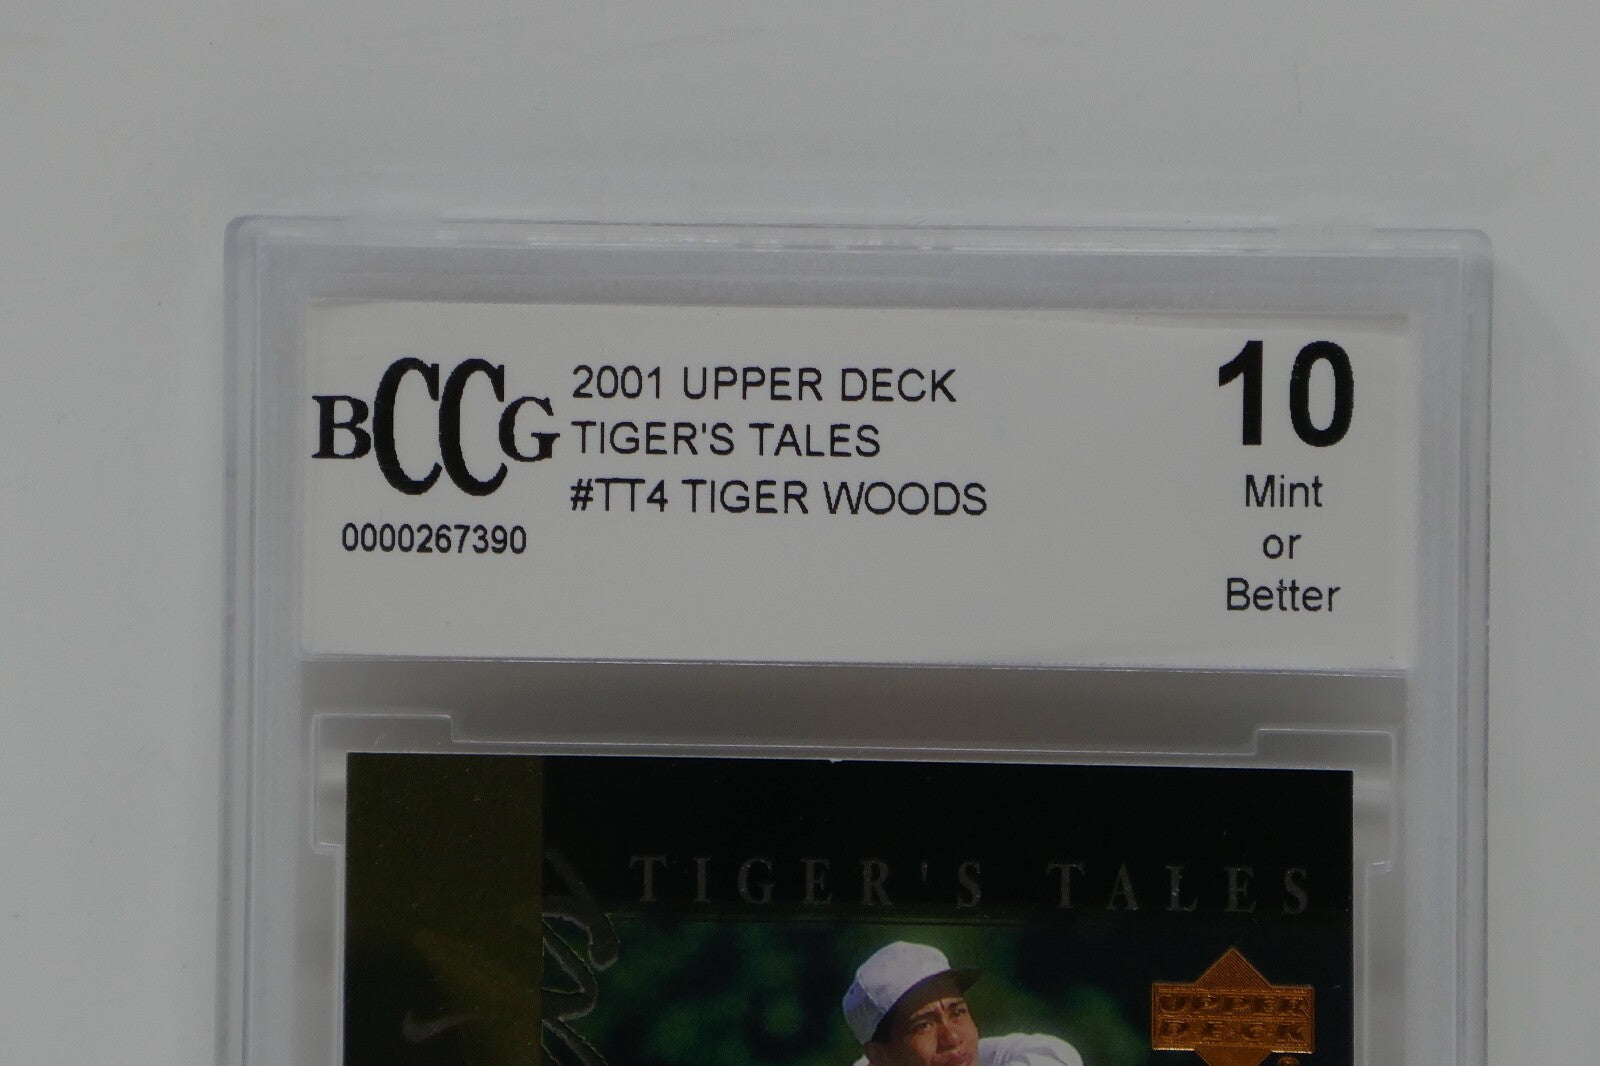 BCCG
0000267390
2001 UPPER DECK
TIGER'S TALES
#TT4 TIGER WOODS
10
Mint
or
Better
TIGER'S TALES
UPPER
DECK